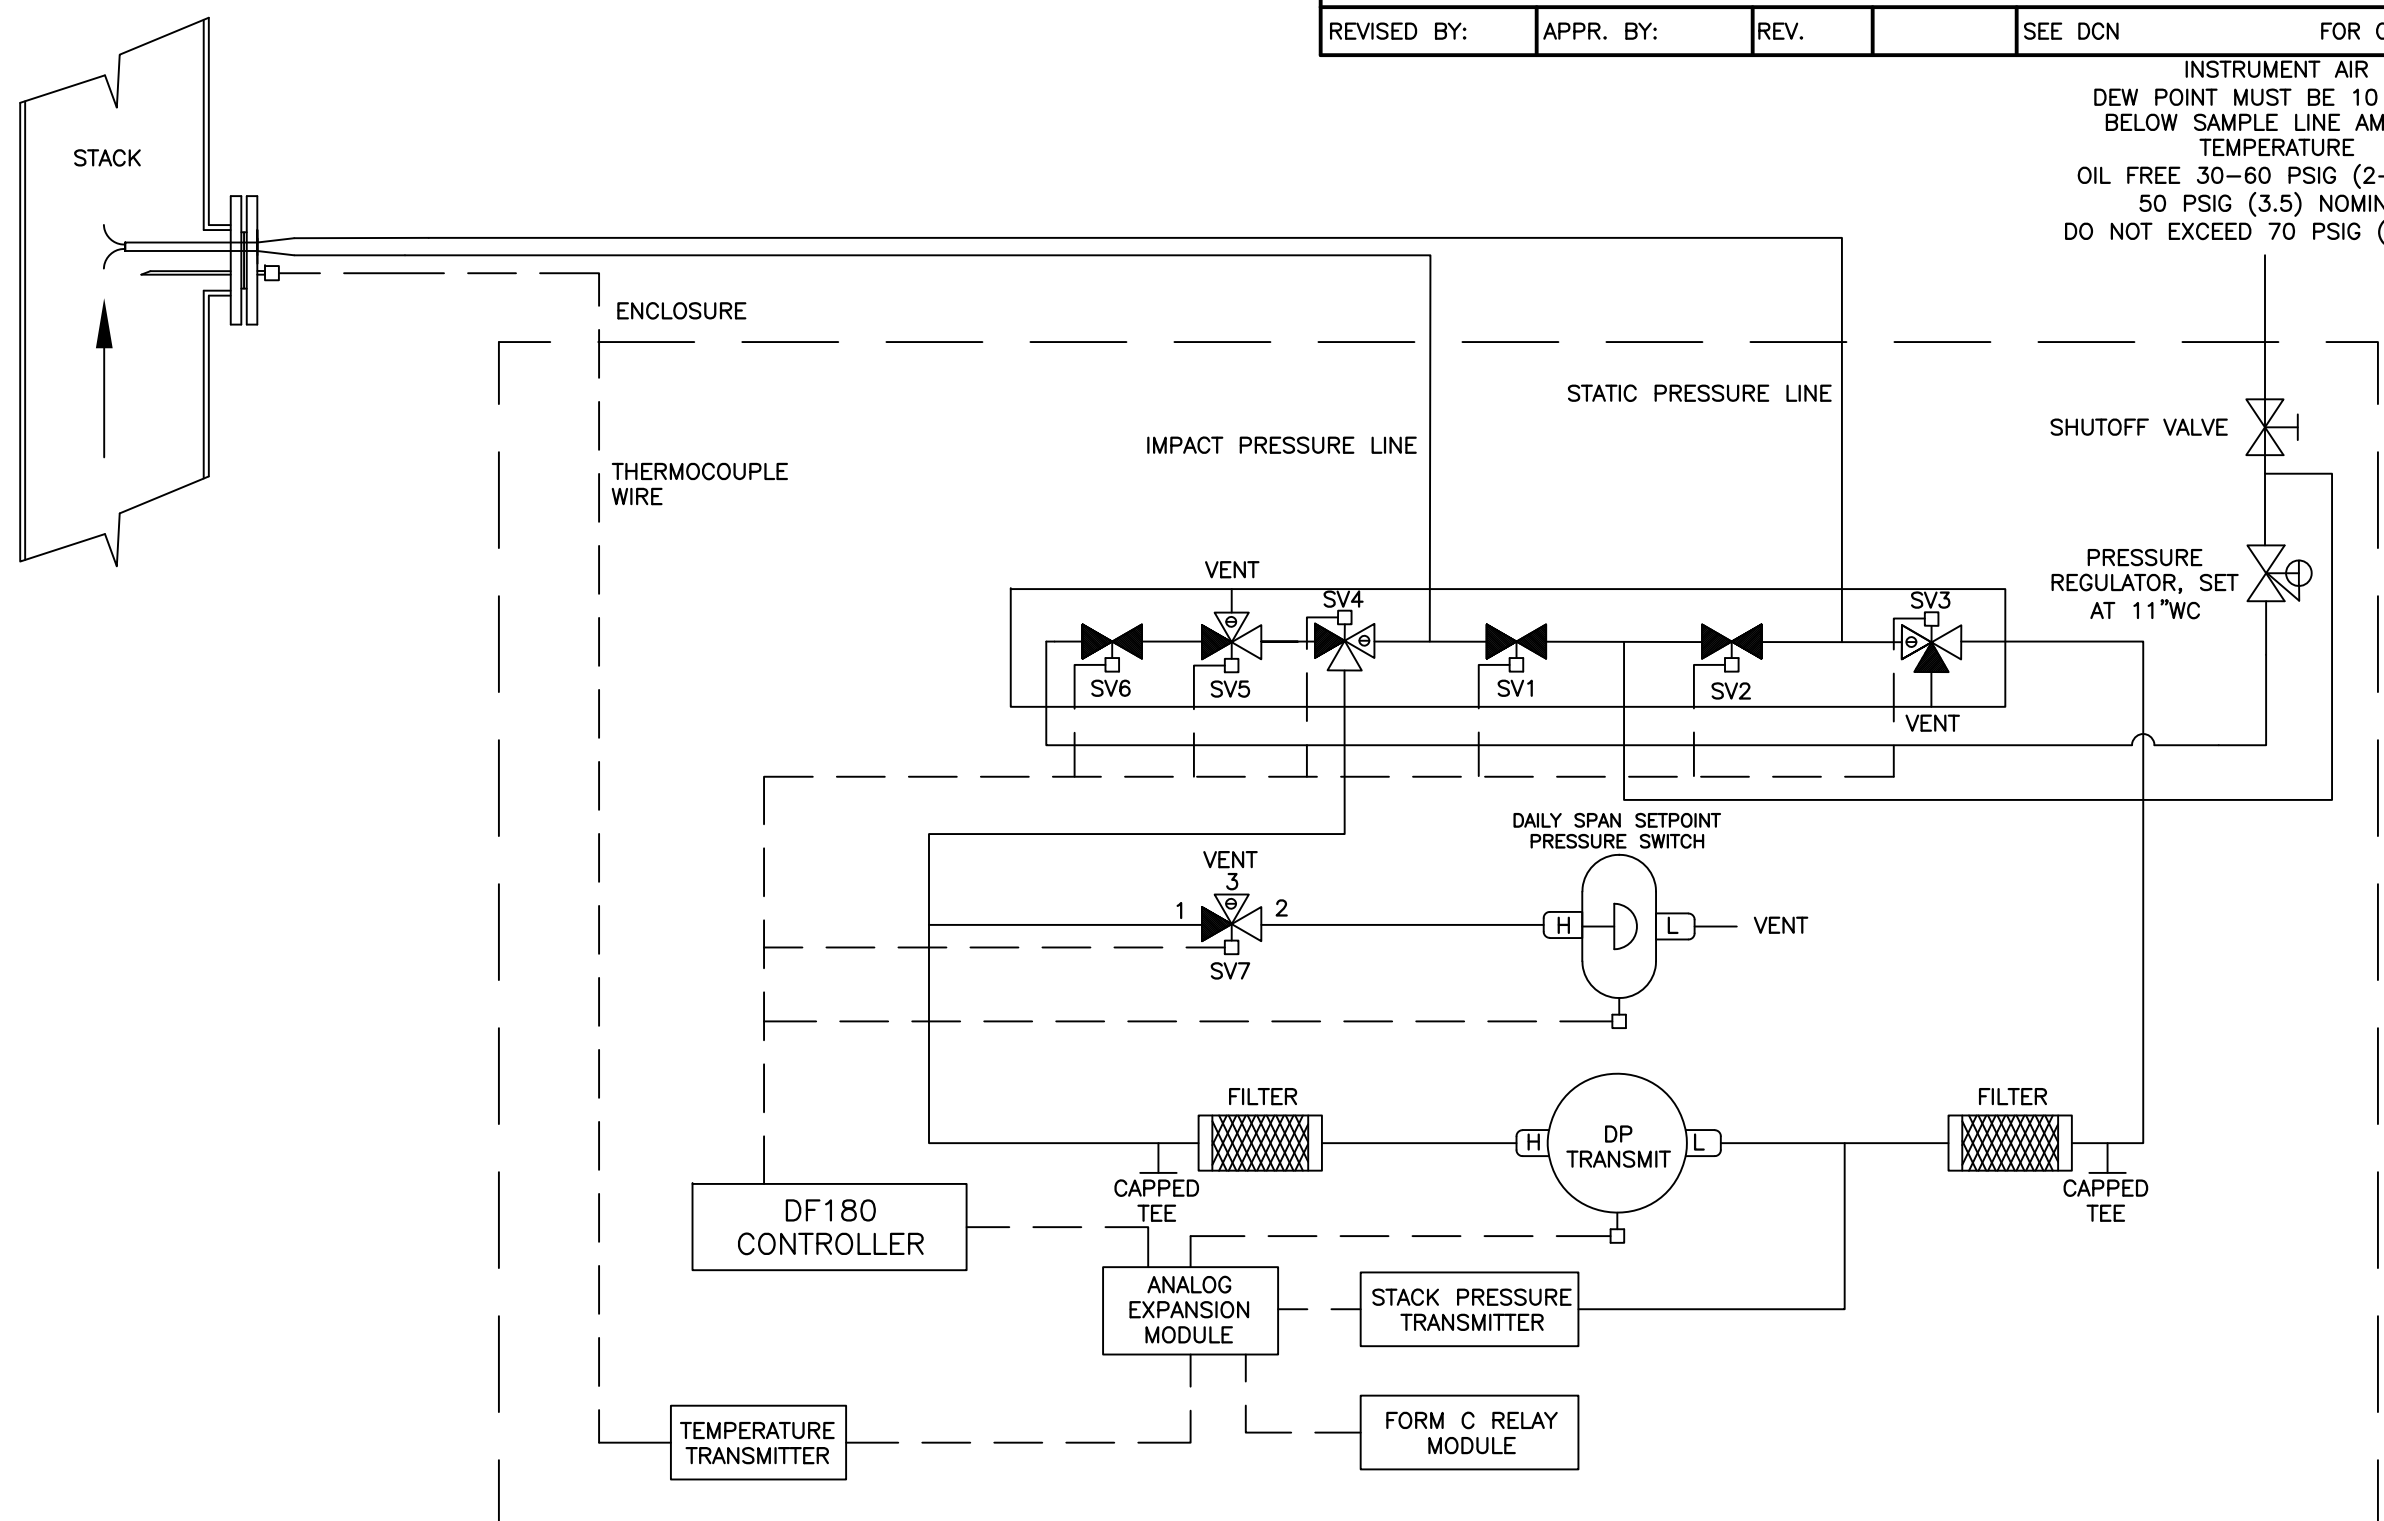 REVISED BY:
APPR. BY:
REV.
SEE DCN
FOR
INSTRUMENT AIR
DEW POINT MUST BE 10
BELOW SAMPLE LINE
TEMPERATURE
OIL FREE 30-60 PSIG (2-
50 PSIG (3.5)
DO NOT EXCEED 70 PSIG (
STACK
ENCLOSURE
STATIC PRESSURE LINE
SHUTOFF VALVE
IMPACT PRESSURE LINE
THERMOCOUPLE
WIRE
PRESSURE
REGULATOR, SET
AT 11"WC
VENT
SV4
SV3
SV6
SV5
SV1
SV2
VENT
DAILY SPAN SETPOINT
PRESSURE SWITCH
VENT
3
1
2
SV7
H
L
VENT
FILTER
FILTER
H
DP
TRANSMIT
L
CAPPED
TEE
CAPPED
TEE
DF180
CONTROLLER
ANALOG
EXPANSION
MODULE
STACK PRESSURE
TRANSMITTER
TEMPERATURE
TRANSMITTER
FORM C RELAY
MODULE